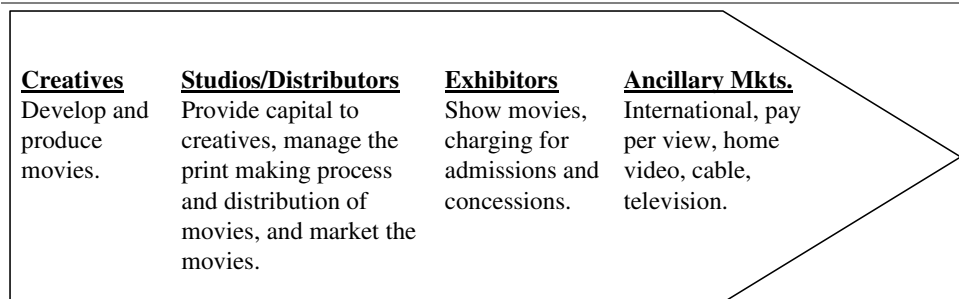 Creatives
Develop and
produce
movies.
Studios/Distributors
Provide capital to
creatives, manage the
print making process
and distribution of
movies, and market the
movies.
Exhibitors
Show movies,
charging for
admissions and
concessions.
Ancillary Mkts.
International, pay
per view, home
video, cable,
television.